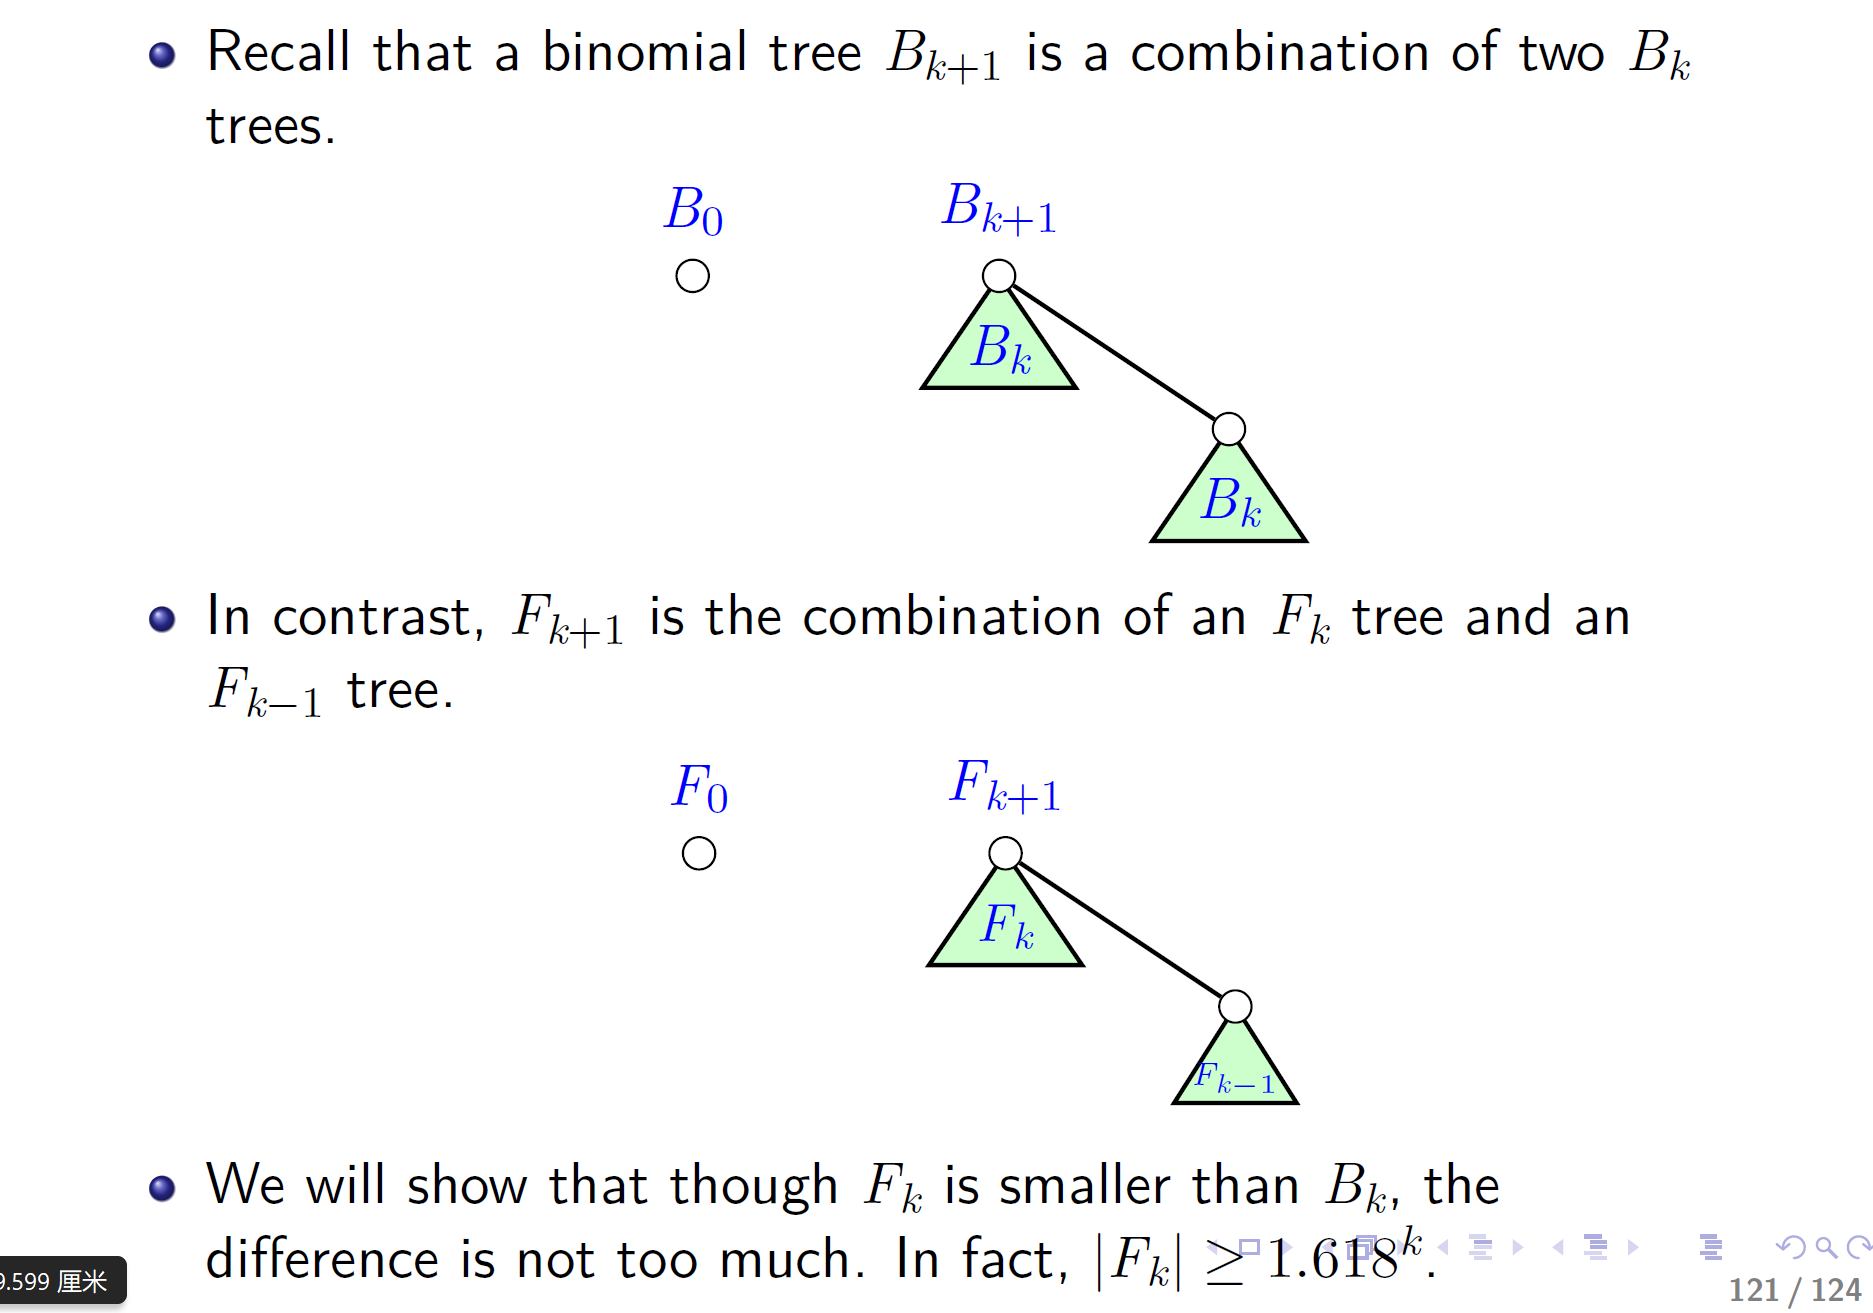 Recall that a binomial tree B_{k+1} is a combination of two B_k
trees.
B_0 B_{k+1}
B_k
B_k
In contrast, F_{k+1} is the combination of an F_k tree and an
F_{k−1} tree.
F_0 F_{k+1}
F_k
F_{k−1}
We will show that though F_k is smaller than B_k, the
difference is not too much. In fact, |F_k| ≥ 1.618^k.
9.599 厘米
121 / 124